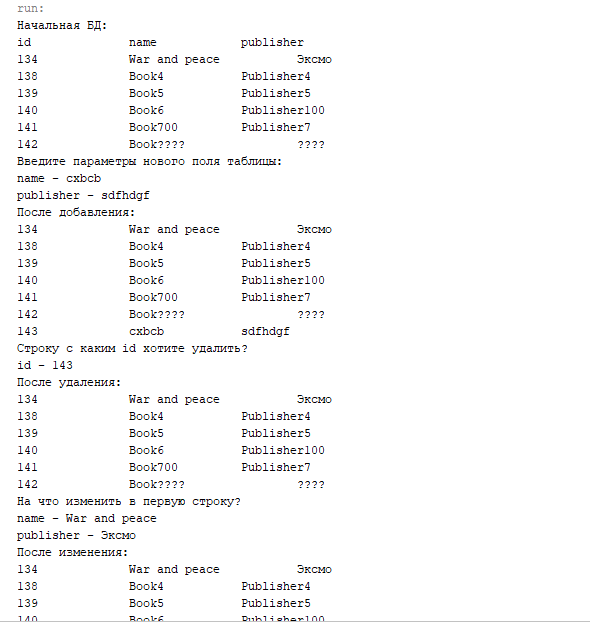 run:
Начальная БД:
id name publisher
134 War and peace Эксмо
138 Book4 Publisher4
139 Book5 Publisher5
140 Book6 Publisher100
141 Book700 Publisher7
142 Book???? ????
Введите параметры нового поля таблицы:
name - cxbcb
publisher - sdfhdgf
После добавления:
134 War and peace Эксмо
138 Book4 Publisher4
139 Book5 Publisher5
140 Book6 Publisher100
141 Book700 Publisher7
142 Book???? ????
143 cxbcb sdfhdgf
Строку с каким id хотите удалить?
id - 143
После удаления:
134 War and peace Эксмо
138 Book4 Publisher4
139 Book5 Publisher5
140 Book6 Publisher100
141 Book700 Publisher7
142 Book???? ????
На что изменить в первую строку?
name - War and peace
publisher - Эксмо
После изменения:
134 War and peace Эксмо
138 Book4 Publisher4
139 Book5 Publisher5
140 Book6 Publisher100